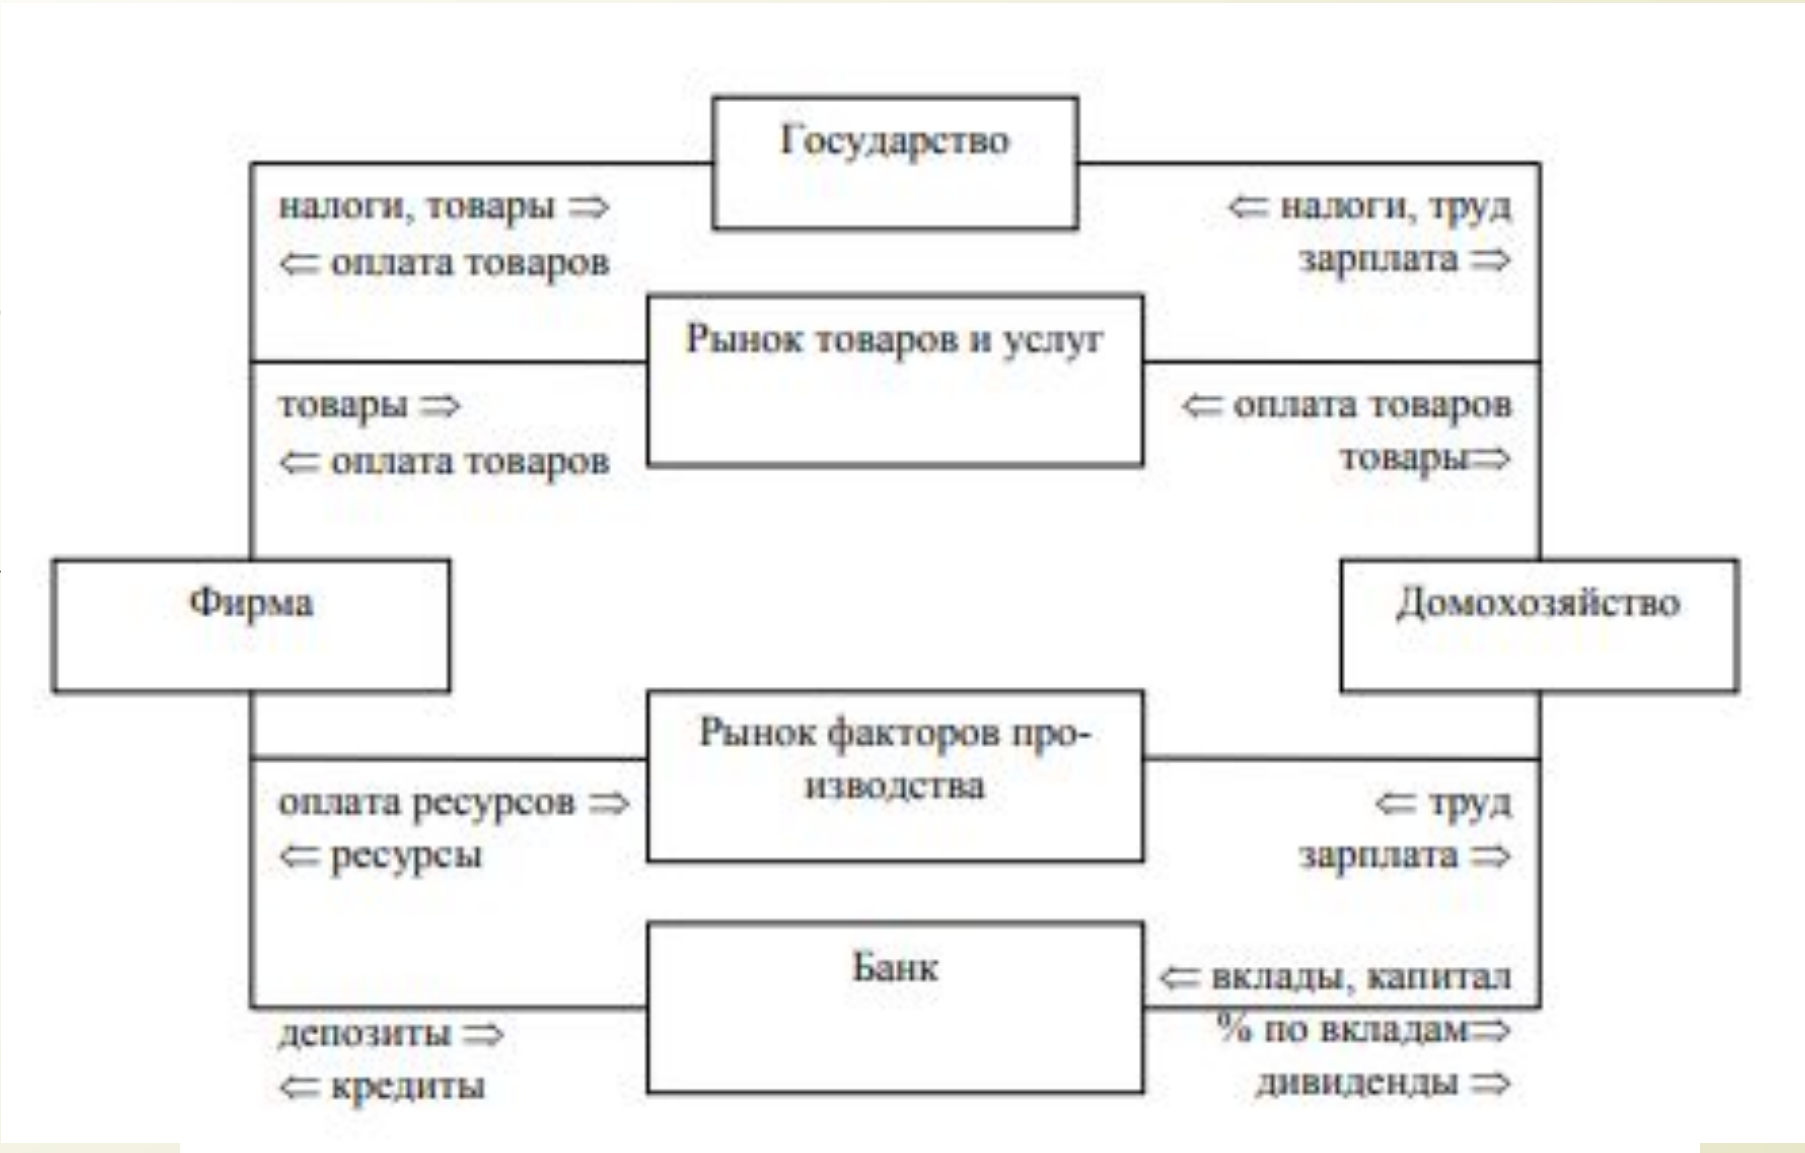 Государство
налоги, товары ⇒
⇐ оплата товаров
⇐ налоги, труд
зарплата ⇒
Рынок товаров и услуг
товары ⇒
⇐ оплата товаров
⇐ оплата товаров
товары⇒
Фирма
Домохозяйство
Рынок факторов про-
изводства
оплата ресурсов ⇒
⇐ ресурсы
⇐ труд
зарплата ⇒
Банк
депозиты ⇒
⇐ кредиты
⇐ вклады, капитал
% по вкладам⇒
дивиденды ⇒